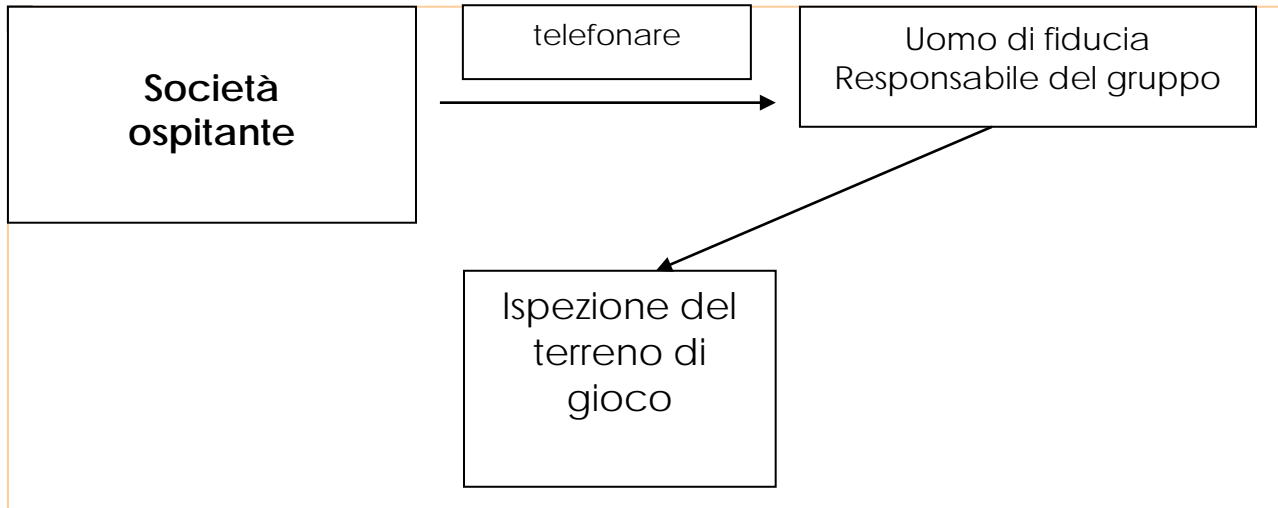 Società
ospitante
telefonare
Uomo di fiducia
Responsabile del gruppo
Ispezione del
terreno di
gioco